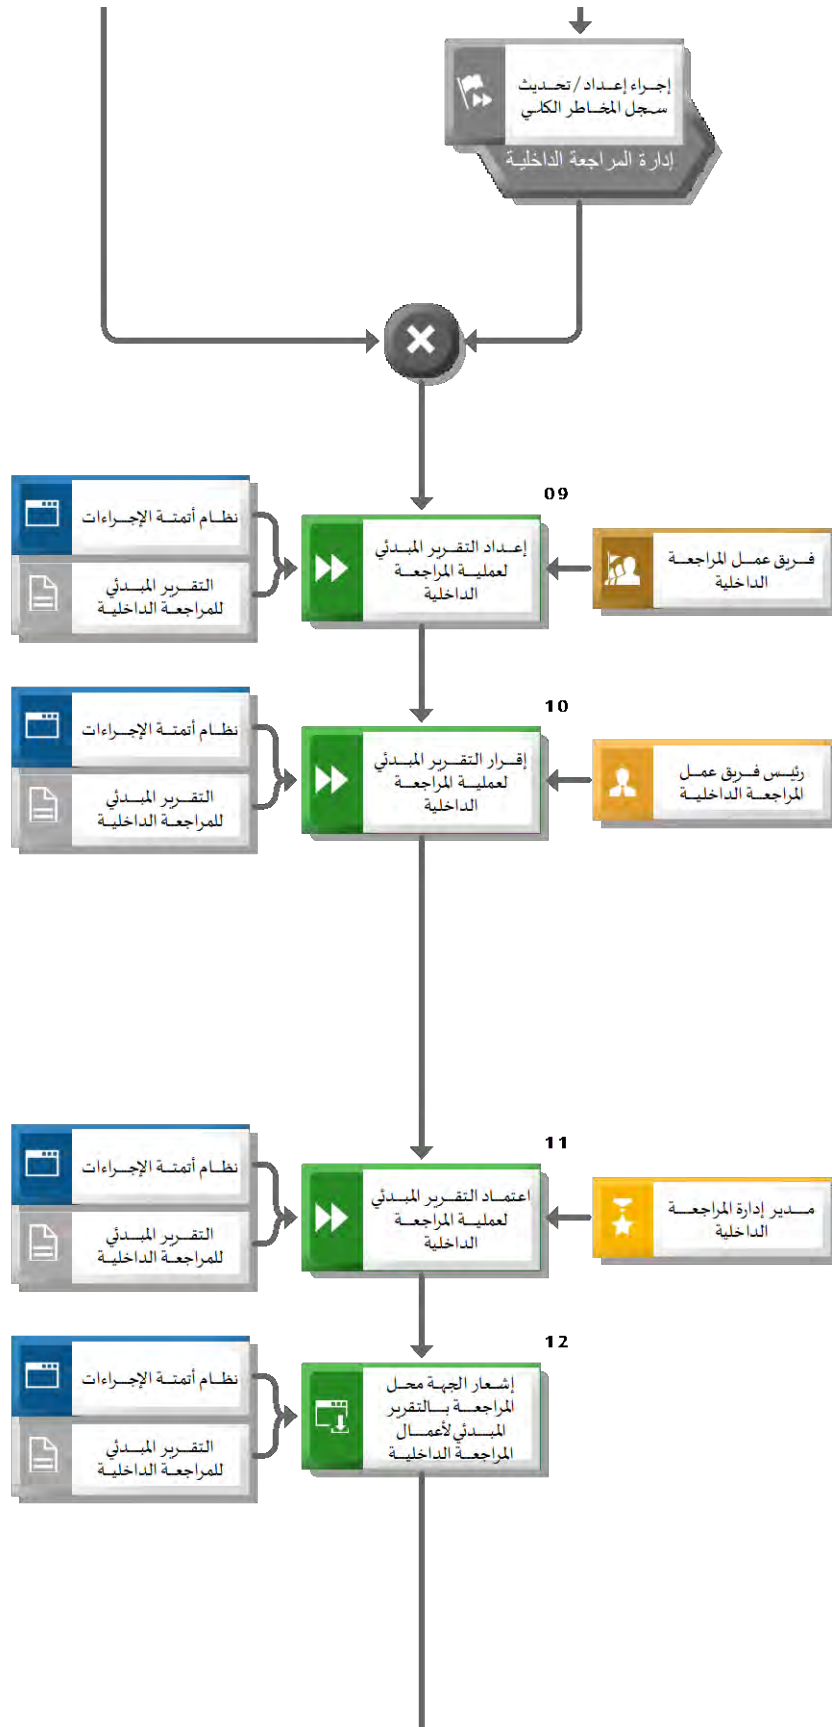 إجراء إعداد / تحديث
سجل المخاطر الكلي
إدارة المراجعة الداخلية
09
فريق عمل المراجعة
الداخلية
إعداد التقرير المبدئي
لعملية المراجعة
الداخلية
نظام أتمتة الإجراءات
التقرير المبدئي
للمراجعة الداخلية
10
رئيس فريق عمل
المراجعة الداخلية
إقرار التقرير المبدئي
لعملية المراجعة
الداخلية
نظام أتمتة الإجراءات
التقرير المبدئي
للمراجعة الداخلية
11
مدير إدارة المراجعة
الداخلية
اعتماد التقرير المبدئي
لعملية المراجعة
الداخلية
نظام أتمتة الإجراءات
التقرير المبدئي
للمراجعة الداخلية
12
إشعار الجهة محل
المراجعة بالتقرير
المبدئي لأعمال
المراجعة الداخلية
نظام أتمتة الإجراءات
التقرير المبدئي
للمراجعة الداخلية